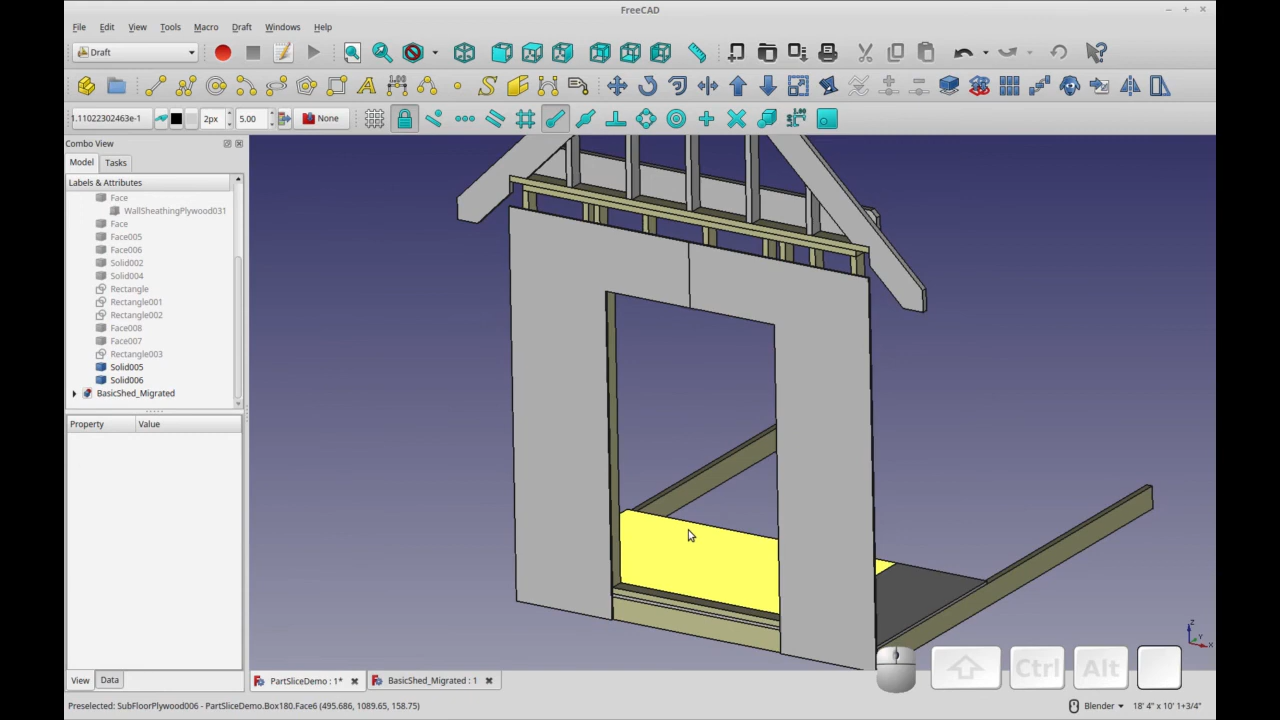 FreeCAD
File Edit View Tools Macro Draft Windows Help
Draft
1.11022302463e-1 2px 5.00 None
Combo View
Model Tasks
Labels & Attributes
Face
WallSheathingPlywood031
Face
Face005
Face006
Solid002
Solid004
Rectangle
Rectangle001
Rectangle002
Face008
Face007
Rectangle003
Solid005
Solid006
BasicShed_Migrated
Property Value
Z
Y
X
Ctrl Alt
View Data PartSliceDemo : 1* BasicShed_Migrated : 1
Preselected: SubFloorPlywood006 - PartSliceDemo.Box180.Face6 (495.686, 1089.65, 158.75) Blender 18' 4" x 10' 1+3/4"